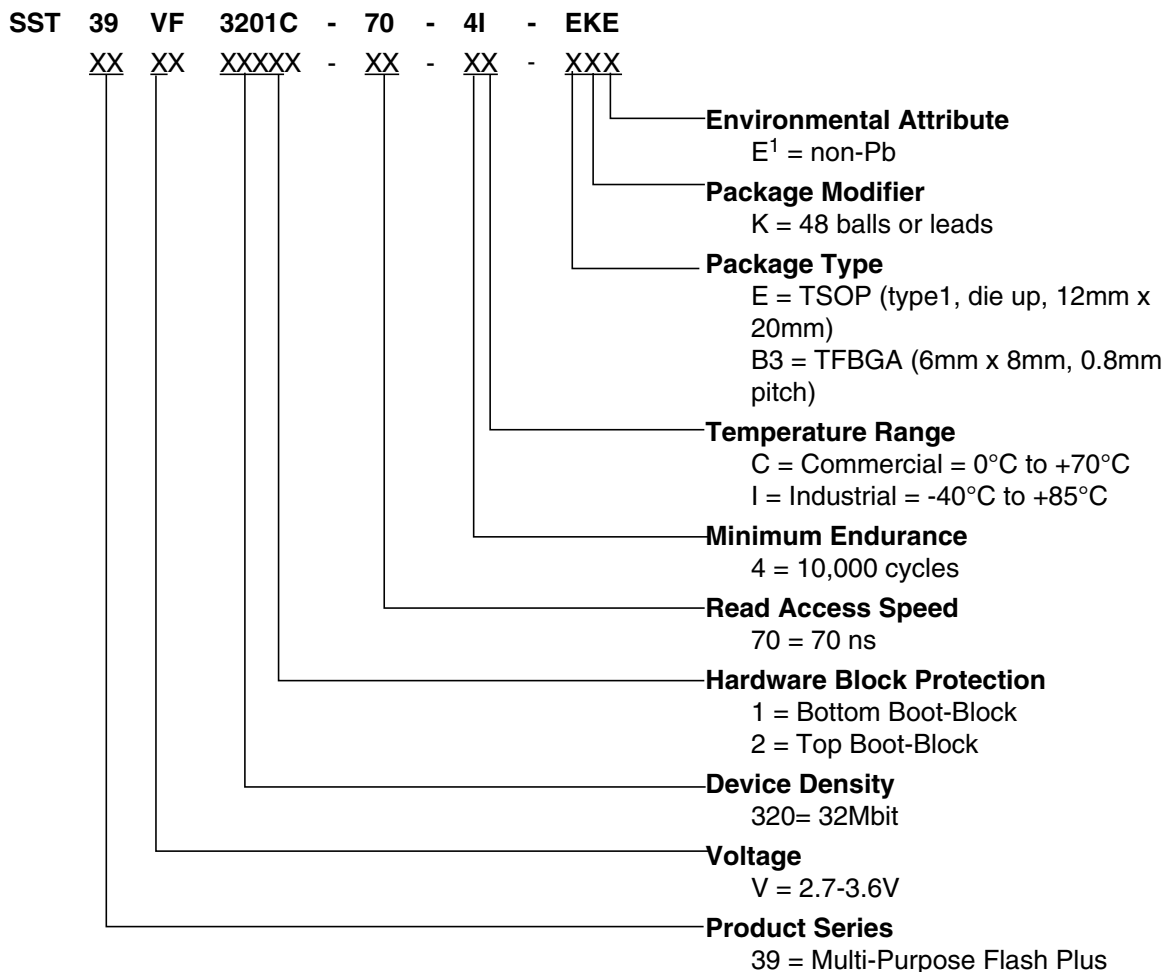 SST 39 VF 3201C - 70 - 4I - EKE
XX XX XXXXX - XX - XX - XXX
Environmental Attribute
E1 = non-Pb
Package Modifier
K = 48 balls or leads
Package Type
E = TSOP (type1, die up, 12mm x
20mm)
B3 = TFBGA (6mm x 8mm, 0.8mm
pitch)
Temperature Range
C = Commercial = 0°C to +70°C
I = Industrial = -40°C to +85°C
Minimum Endurance
4 = 10,000 cycles
Read Access Speed
70 = 70 ns
Hardware Block Protection
1 = Bottom Boot-Block
2 = Top Boot-Block
Device Density
320= 32Mbit
Voltage
V = 2.7-3.6V
Product Series
39 = Multi-Purpose Flash Plus